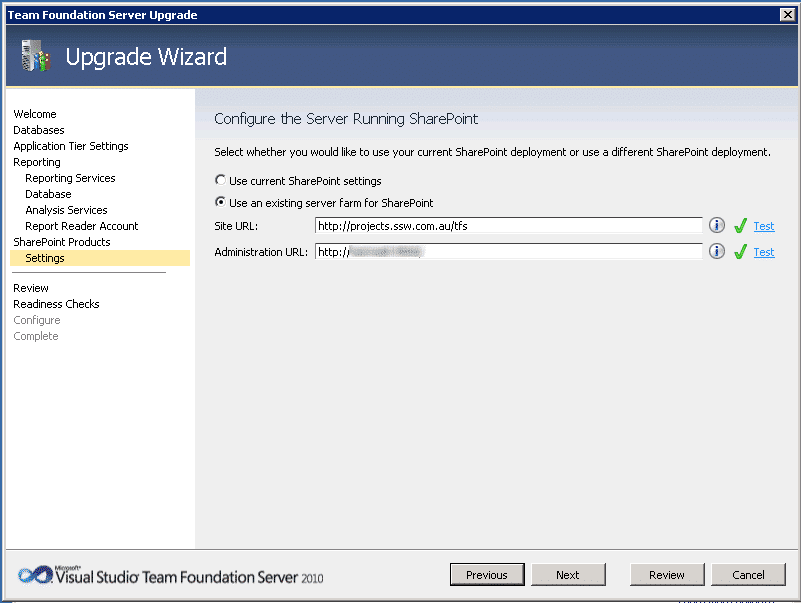 Team Foundation Server Upgrade
Upgrade Wizard
Welcome
Databases
Application Tier Settings
Reporting
Reporting Services
Database
Analysis Services
Report Reader Account
SharePoint Products
Settings
Review
Readiness Checks
Configure
Complete
Configure the Server Running SharePoint
Select whether you would like to use your current SharePoint deployment or use a different SharePoint deployment.
Use current SharePoint settings
Use an existing server farm for SharePoint
Site URL: http://projects.ssw.com.au/tfs Test
Administration URL: http:// Test
Microsoft
Visual Studio Team Foundation Server 2010
Previous Next Review Cancel